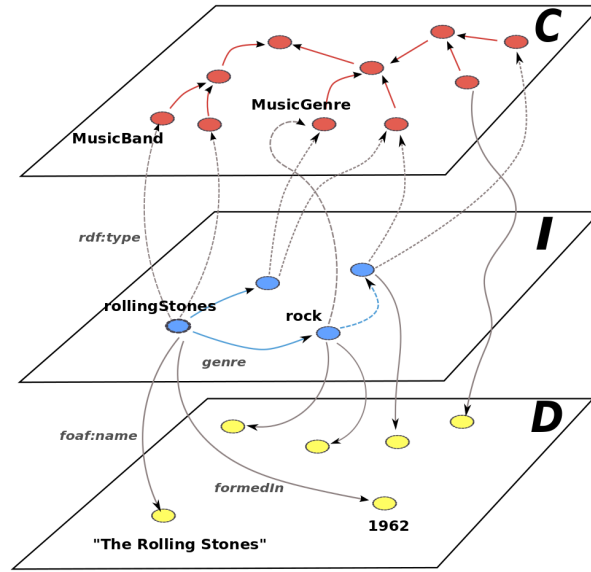 C
MusicGenre
MusicBand
I
rdf:type
rollingStones
rock
genre
D
foaf:name
formedIn
1962
"The Rolling Stones"